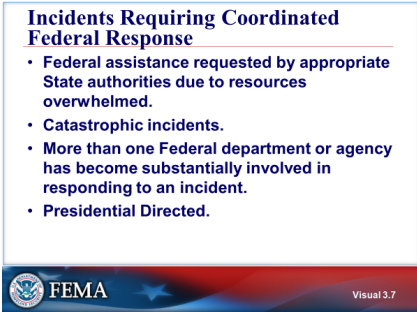 Incidents Requiring Coordinated
Federal Response
• Federal assistance requested by appropriate
State authorities due to resources
overwhelmed.
• Catastrophic incidents.
• More than one Federal department or agency
has become substantially involved in
responding to an incident.
• Presidential Directed.
FEMA
Visual 3.7